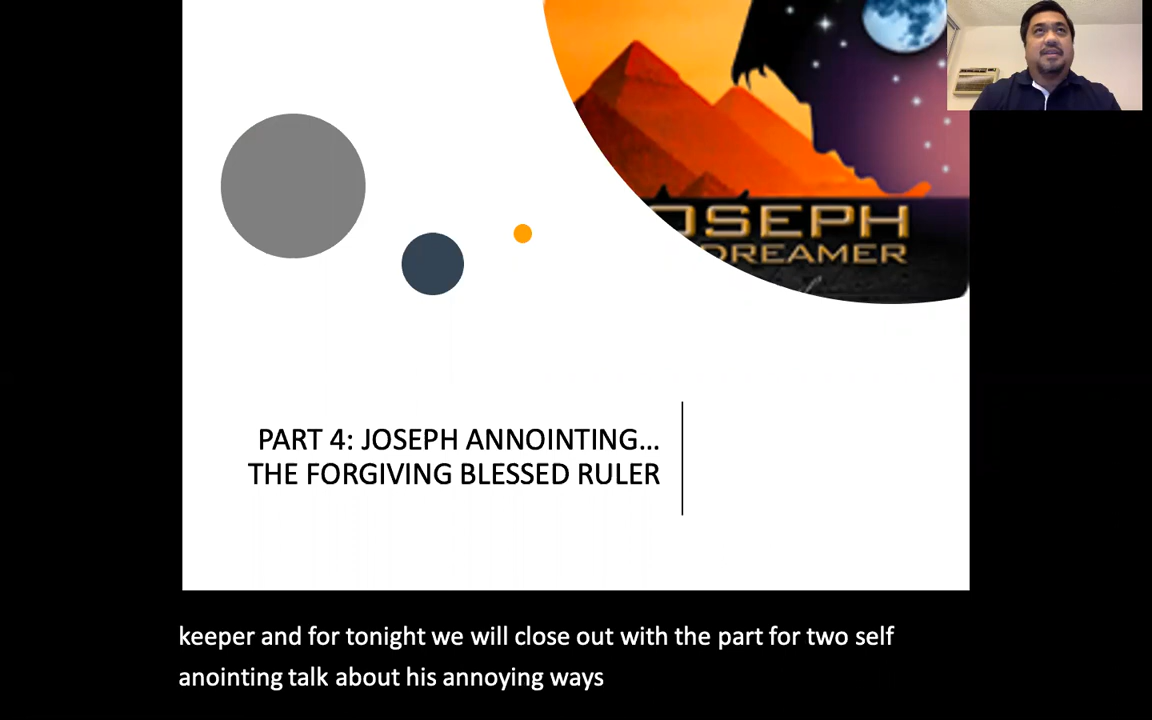 JOSEPH
DREAMER
PART 4: JOSEPH ANNOINTING...
THE FORGIVING BLESSED RULER
keeper and for tonight we will close out with the part for two self
anointing talk about his annoying ways